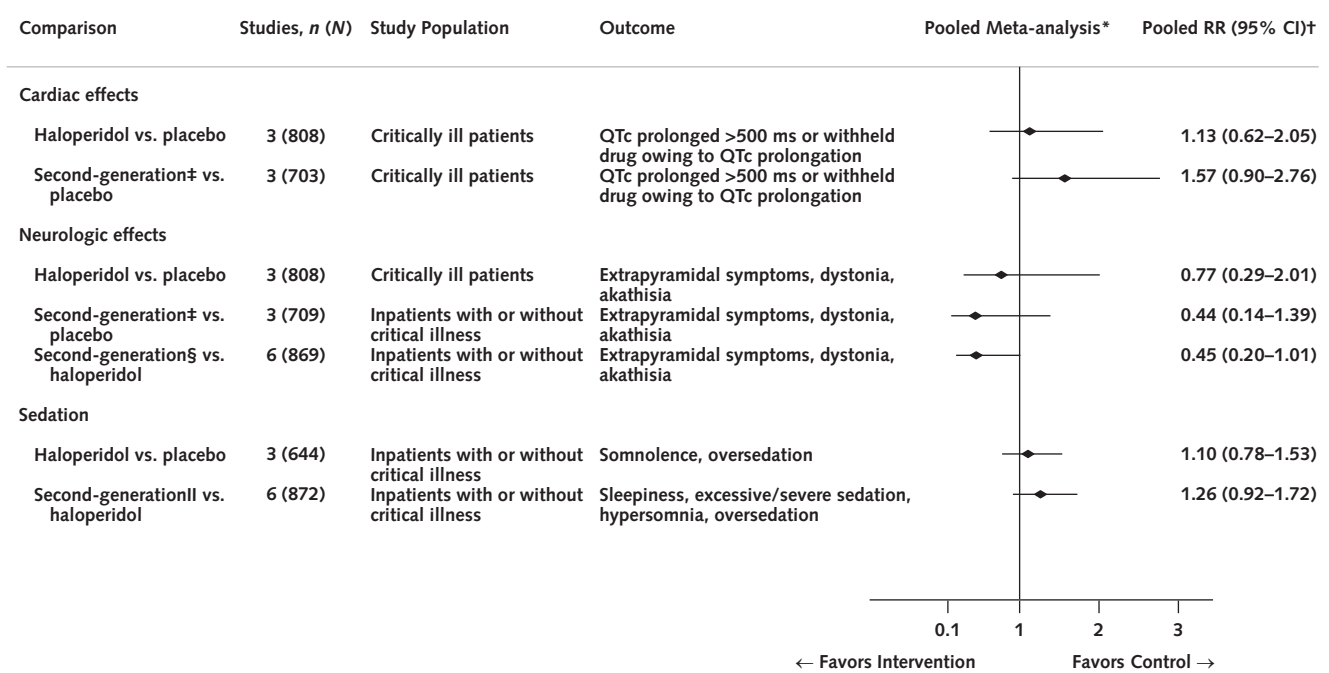 Comparison Studies, n (N) Study Population Outcome Pooled Meta-analysis* Pooled RR (95% CI)†
Cardiac effects
Haloperidol vs. placebo 3 (808) Critically ill patients QTc prolonged >500 ms or withheld 1.13 (0.62–2.05)
drug owing to QTc prolongation
Second-generation‡ vs. 3 (703) Critically ill patients QTc prolonged >500 ms or withheld 1.57 (0.90–2.76)
placebo drug owing to QTc prolongation
Neurologic effects
Haloperidol vs. placebo 3 (808) Critically ill patients Extrapyramidal symptoms, dystonia, 0.77 (0.29–2.01)
akathisia
Second-generation‡ vs. 3 (709) Inpatients with or without Extrapyramidal symptoms, dystonia, 0.44 (0.14–1.39)
placebo critical illness akathisia
Second-generation§ vs. 6 (869) Inpatients with or without Extrapyramidal symptoms, dystonia, 0.45 (0.20–1.01)
haloperidol critical illness akathisia
Sedation
Haloperidol vs. placebo 3 (644) Inpatients with or without Somnolence, oversedation 1.10 (0.78–1.53)
critical illness
Second-generationII vs. 6 (872) Inpatients with or without Sleepiness, excessive/severe sedation, 1.26 (0.92–1.72)
haloperidol critical illness hypersomnia, oversedation
0.1 1 2 3
← Favors Intervention Favors Control →